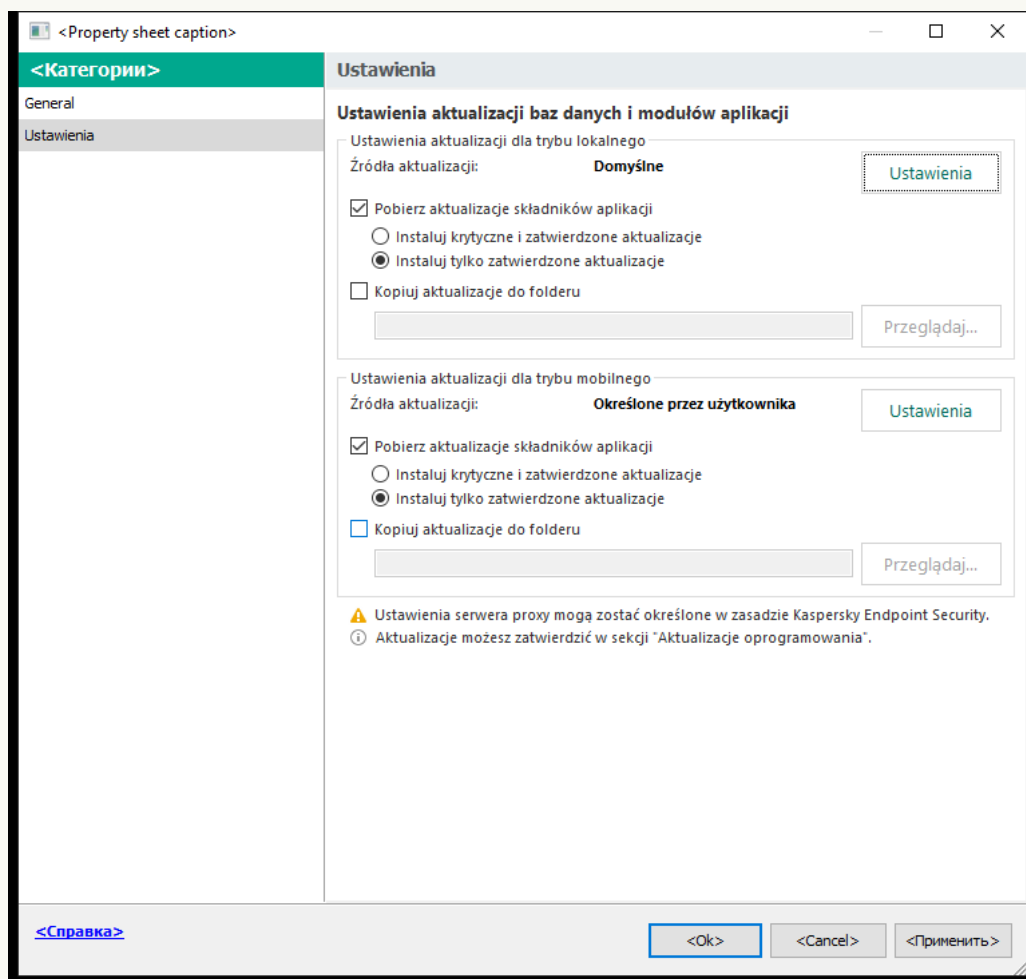 <Property sheet caption>
<Категории>
General
Ustawienia
Ustawienia
Ustawienia aktualizacji baz danych i modułów aplikacji
Ustawienia aktualizacji dla trybu lokalnego
Źródła aktualizacji: Domyślne Ustawienia
Pobierz aktualizacje składników aplikacji
Instaluj krytyczne i zatwierdzone aktualizacje
Instaluj tylko zatwierdzone aktualizacje
Kopiuj aktualizacje do folderu
Przeglądaj...
Ustawienia aktualizacji dla trybu mobilnego
Źródła aktualizacji: Określone przez użytkownika Ustawienia
Pobierz aktualizacje składników aplikacji
Instaluj krytyczne i zatwierdzone aktualizacje
Instaluj tylko zatwierdzone aktualizacje
Kopiuj aktualizacje do folderu
Przeglądaj...
Ustawienia serwera proxy mogą zostać określone w zasadzie Kaspersky Endpoint Security.
Aktualizacje możesz zatwierdzić w sekcji "Aktualizacje oprogramowania".
<Справка> <Ok> <Cancel> <Применить>